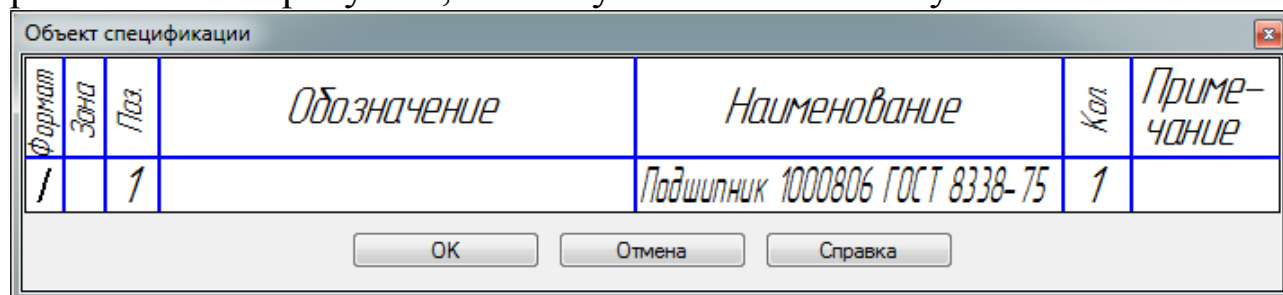 Объект спецификации
Формат Зона Поз. Обозначение Наименование Кол. Приме-
чание
/ 1 Подшипник 1000806 ГОСТ 8338-75 1
ОК Отмена Справка